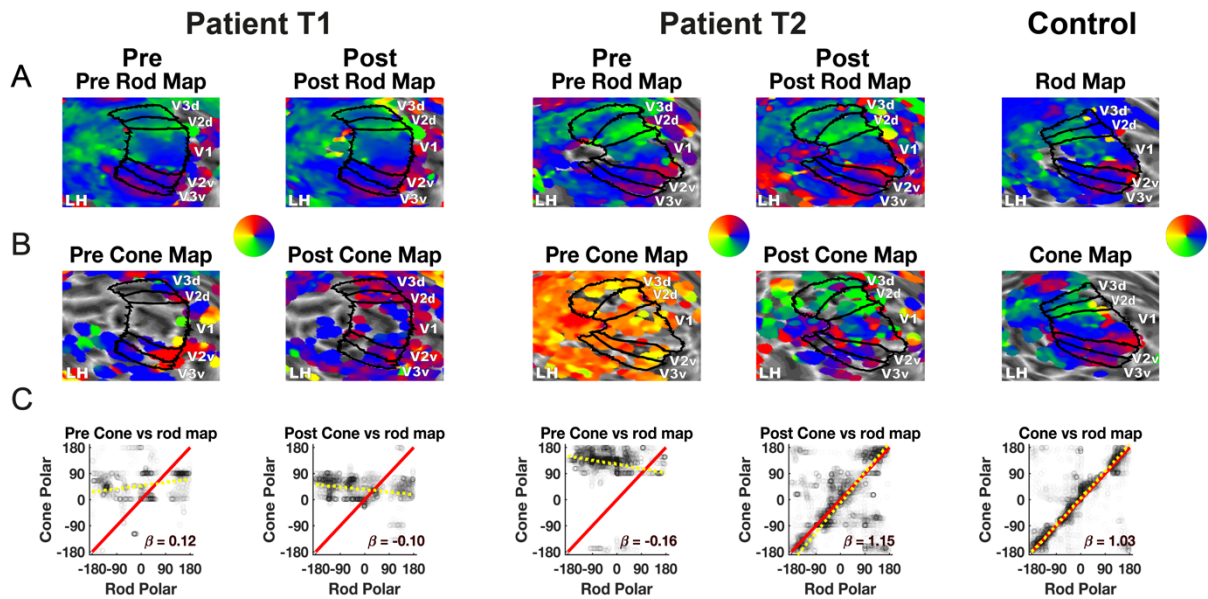 Patient T1 Patient T2 Control
Pre Post Pre Post
A Pre Rod Map Post Rod Map Pre Rod Map Post Rod Map Rod Map
V3d V3d V3d V3d V3d
V2d V2d V2d V2d V2d
V1 V1 V1 V1 V1
V2v V2v V2v V2v V2v
LH V3v LH V3v LH V3v LH V3v LH V3v
B Pre Cone Map Post Cone Map Pre Cone Map Post Cone Map Cone Map
V3d V3d V3d V3d V3d
V2d V2d V2d V2d V2d
V1 V1 V1 V1 V1
V2v V2v V2v V2v V2v
LH V3v LH V3v LH V3v LH V3v LH V3v
C
Pre Cone vs rod map Post Cone vs rod map Pre Cone vs rod map Post Cone vs rod map Cone vs rod map
180 180 180 180 180
90 90 90 90 90
0 0 0 0 0
-90 -90 -90 -90 -90
-180 -180 -180 -180 -180
Cone Polar Cone Polar Cone Polar Cone Polar Cone Polar
β = 0.12 β = -0.10 β = -0.16 β = 1.15 β = 1.03
-180 -90 0 90 180 -180 -90 0 90 180 -180 -90 0 90 180 -180 -90 0 90 180 -180 -90 0 90 180
Rod Polar Rod Polar Rod Polar Rod Polar Rod Polar